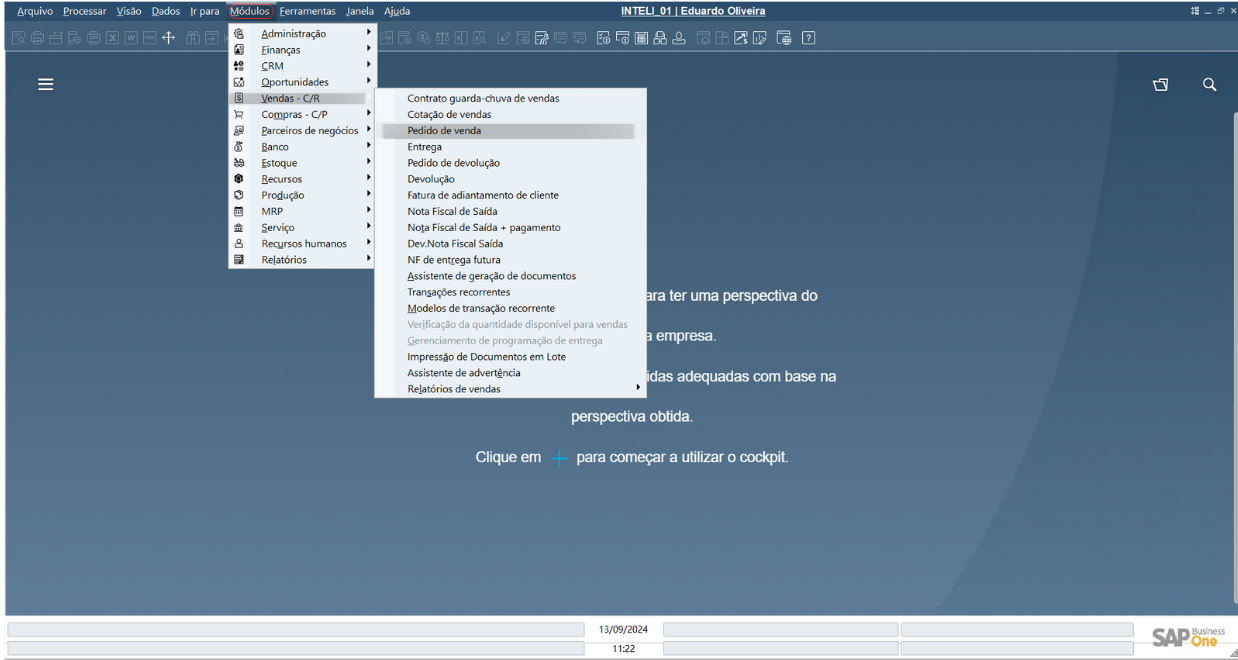 Arquivo Processar Visão Dados Ir para Módulos Ferramentas Janela Ajuda INTELI_01 | Eduardo Oliveira
Administração
Finanças
CRM
Oportunidades
Vendas - C/R
Compras - C/P
Parceiros de negócios
Banco
Estoque
Recursos
Produção
MRP
Serviço
Recursos humanos
Relatórios
Contrato guarda-chuva de vendas
Cotação de vendas
Pedido de venda
Entrega
Pedido de devolução
Devolução
Fatura de adiantamento de cliente
Nota Fiscal de Saída
Nota Fiscal de Saída + pagamento
Dev.Nota Fiscal Saída
NF de entrega futura
Assistente de geração de documentos
Transações recorrentes
Modelos de transação recorrente
Verificação da quantidade disponível para vendas
Gerenciamento de programação de entrega
Impressão de Documentos em Lote
Assistente de advertência
Relatórios de vendas
ara ter uma perspectiva do
a empresa.
idas adequadas com base na
perspectiva obtida.
Clique em + para começar a utilizar o cockpit.
13/09/2024
11:22
SAP Business One